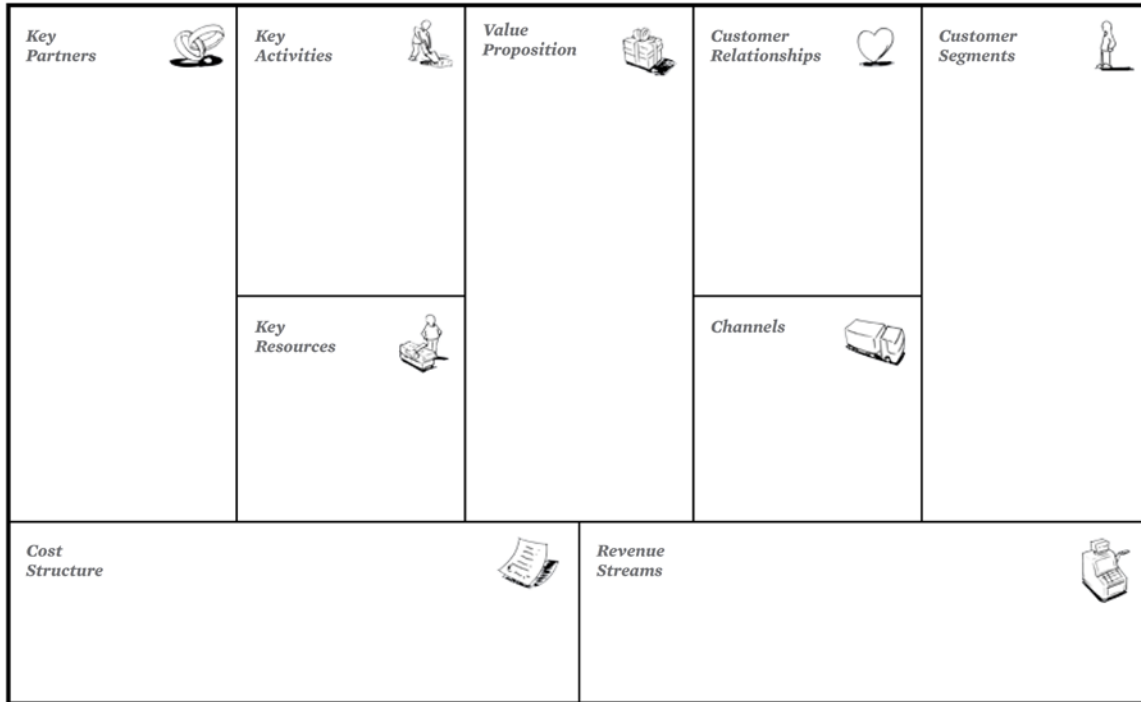 Key
Partners
Key
Activities
Value
Proposition
Customer
Relationships
Customer
Segments
Key
Resources
Channels
Cost
Structure
Revenue
Streams